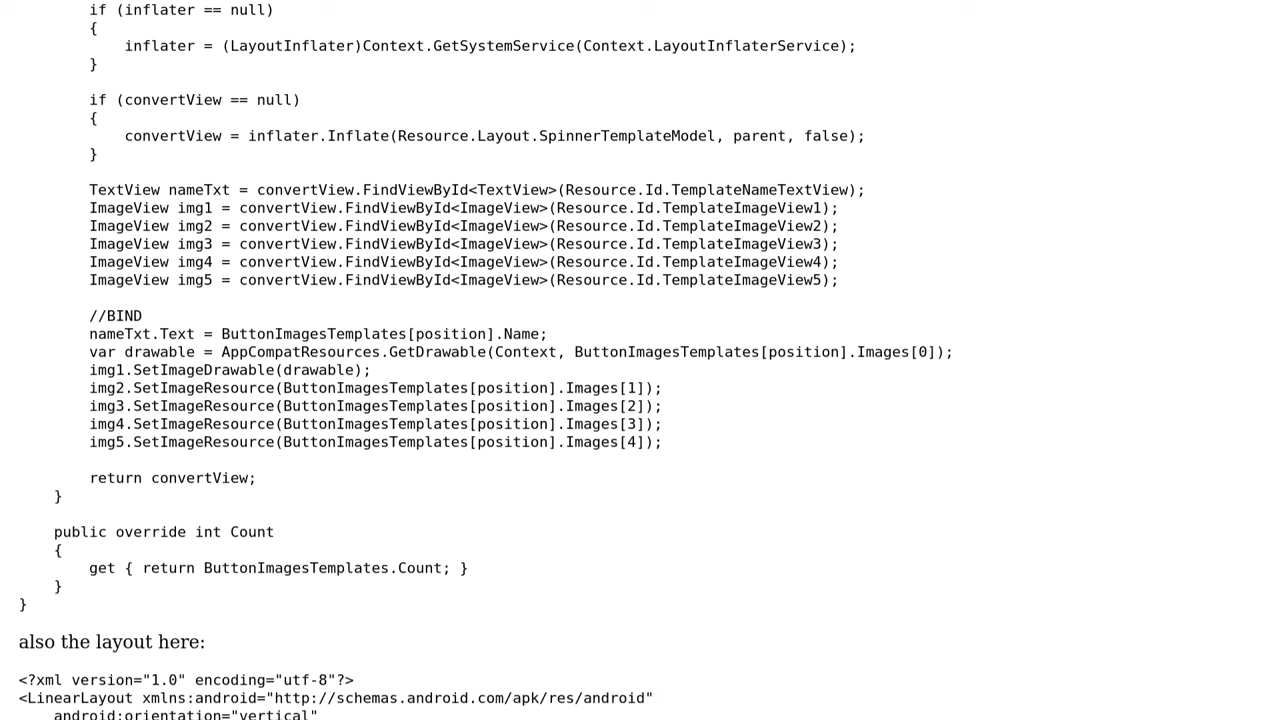 if (inflater == null)
{
inflater = (LayoutInflater)Context.GetSystemService(Context.LayoutInflaterService);
}
if (convertView == null)
{
convertView = inflater.Inflate(Resource.Layout.SpinnerTemplateModel, parent, false);
}
TextView nameTxt = convertView.FindViewById<TextView>(Resource.Id.TemplateNameTextView);
ImageView img1 = convertView.FindViewById<ImageView>(Resource.Id.TemplateImageView1);
ImageView img2 = convertView.FindViewById<ImageView>(Resource.Id.TemplateImageView2);
ImageView img3 = convertView.FindViewById<ImageView>(Resource.Id.TemplateImageView3);
ImageView img4 = convertView.FindViewById<ImageView>(Resource.Id.TemplateImageView4);
ImageView img5 = convertView.FindViewById<ImageView>(Resource.Id.TemplateImageView5);
//BIND
nameTxt.Text = ButtonImagesTemplates[position].Name;
var drawable = AppCompatResources.GetDrawable(Context, ButtonImagesTemplates[position].Images[0]);
img1.SetImageDrawable(drawable);
img2.SetImageResource(ButtonImagesTemplates[position].Images[1]);
img3.SetImageResource(ButtonImagesTemplates[position].Images[2]);
img4.SetImageResource(ButtonImagesTemplates[position].Images[3]);
img5.SetImageResource(ButtonImagesTemplates[position].Images[4]);
return convertView;
}
public override int Count
{
get { return ButtonImagesTemplates.Count; }
}
}
also the layout here:
<?xml version="1.0" encoding="utf-8"?>
<LinearLayout xmlns:android="http://schemas.android.com/apk/res/android"
android:orientation="vertical"